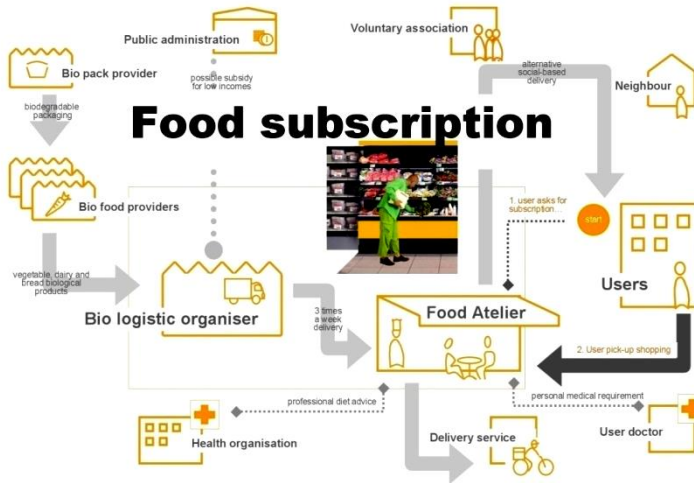 Public administration
Voluntary association
Bio pack provider
possible subsidy
for low incomes
alternative
social-based
delivery
Neighbour
biodegradable
packaging
Food subscription
Bio food providers
1. user asks for
subscription...
start
vegetable, dairy and
bread biological
products
Users
Bio logistic organiser
3 times
a week
delivery
Food Atelier
2. User pick-up shopping
professional diet advice
personal medical requirement
Health organisation
Delivery service
User doctor